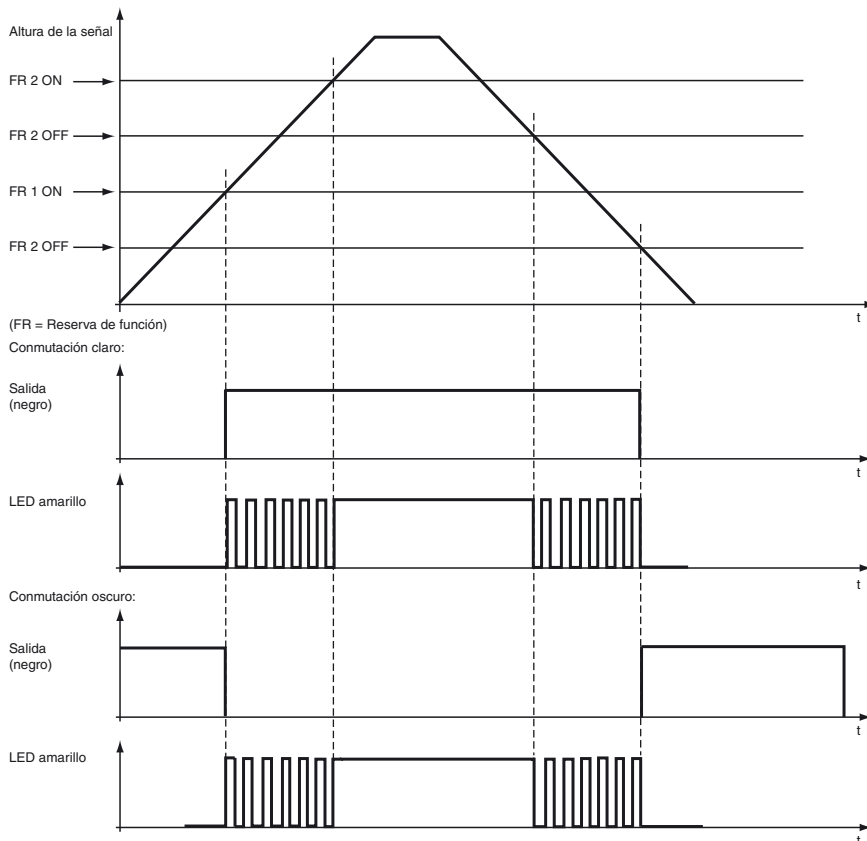 Altura de la señal
FR 2 ON
FR 2 OFF
FR 1 ON
FR 2 OFF
t
(FR = Reserva de función)
Conmutación claro:
Salida
(negro)
t
LED amarillo
t
Conmutación oscuro:
Salida
(negro)
t
LED amarillo
t